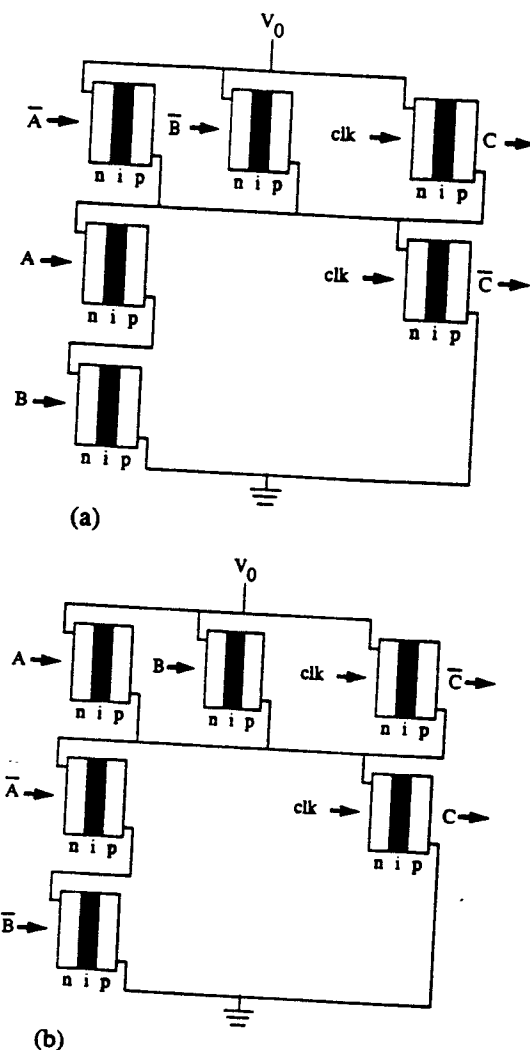 V0
A̅ B̅ clk C
n i p n i p n i p
A clk C̅
n i p n i p
B
n i p
(a)
V0
A B clk C̅
n i p n i p n i p
A̅ clk C
n i p n i p
B̅
n i p
(b)